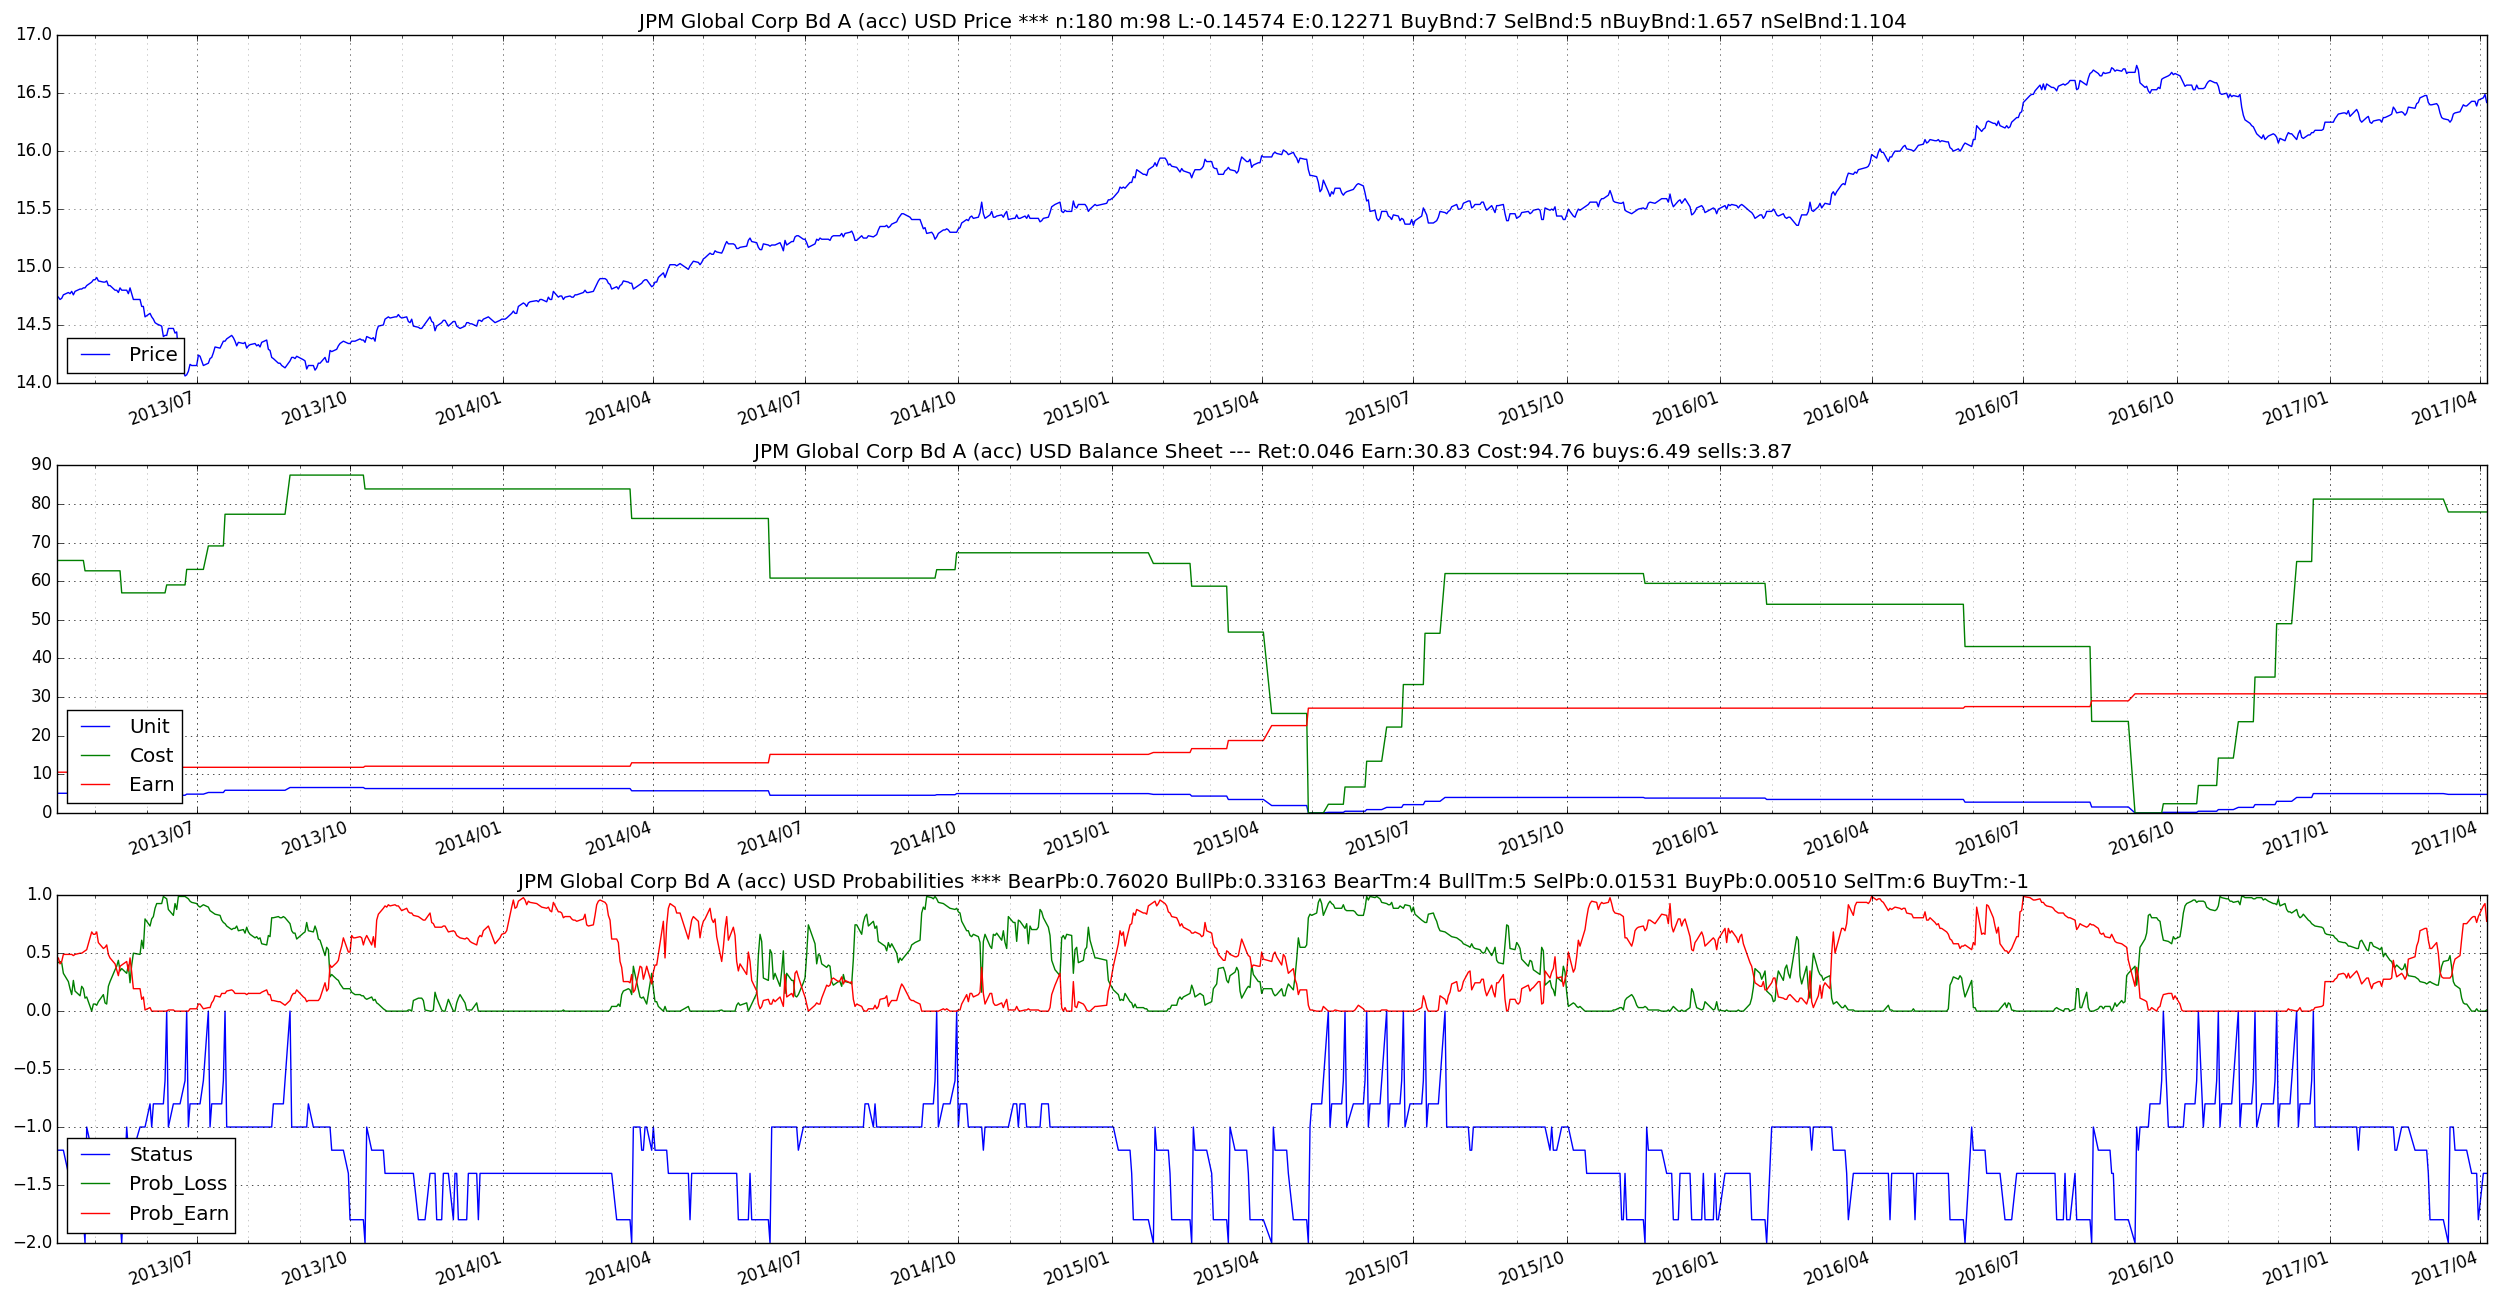 JPM Global Corp Bd A (acc) USD Price *** n:180 m:98 L:-0.14574 E:0.12271 BuyBnd:7 SelBnd:5 nBuyBnd:1.657 nSelBnd:1.104
17.0
16.5
16.0
15.5
15.0
14.5
14.0
Price
2013/07 2013/10 2014/01 2014/04 2014/07 2014/10 2015/01 2015/04 2015/07 2015/10 2016/01 2016/04 2016/07 2016/10 2017/01 2017/04
JPM Global Corp Bd A (acc) USD Balance Sheet --- Ret:0.046 Earn:30.83 Cost:94.76 buys:6.49 sells:3.87
90
80
70
60
50
40
30
20
10
0
Unit
Cost
Earn
2013/07 2013/10 2014/01 2014/04 2014/07 2014/10 2015/01 2015/04 2015/07 2015/10 2016/01 2016/04 2016/07 2016/10 2017/01 2017/04
JPM Global Corp Bd A (acc) USD Probabilities *** BearPb:0.76020 BullPb:0.33163 BearTm:4 BullTm:5 SelPb:0.01531 BuyPb:0.00510 SelTm:6 BuyTm:-1
1.0
0.5
0.0
−0.5
−1.0
−1.5
−2.0
Status
Prob_Loss
Prob_Earn
2013/07 2013/10 2014/01 2014/04 2014/07 2014/10 2015/01 2015/04 2015/07 2015/10 2016/01 2016/04 2016/07 2016/10 2017/01 2017/04